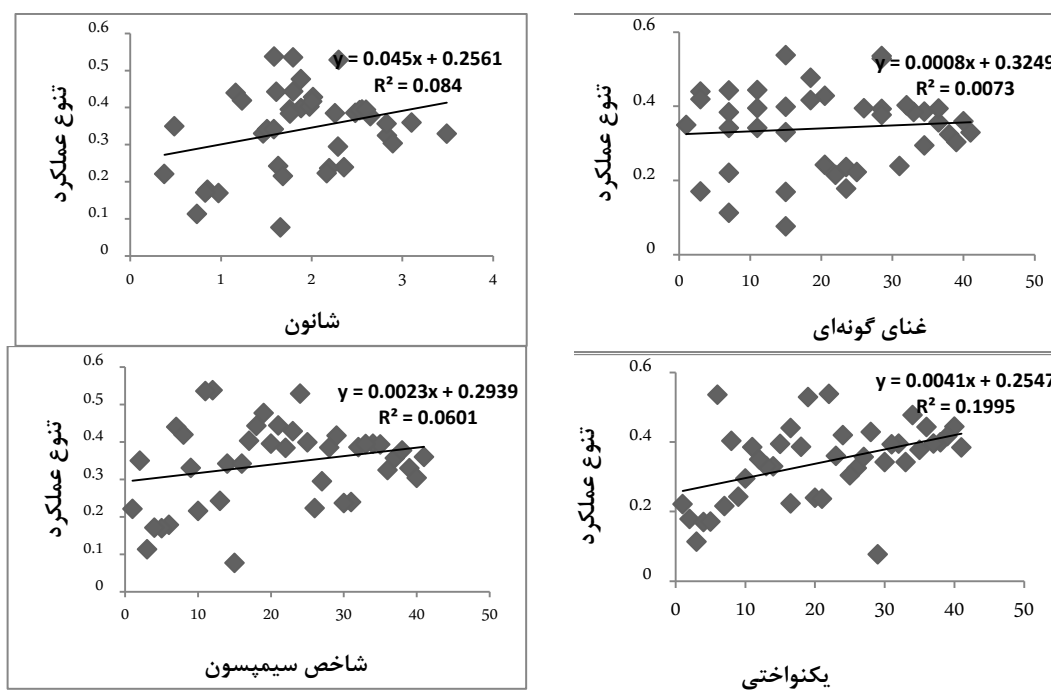 0.6
0.5
0.4
0.3
0.2
0.1
0
0 1 2 3 4
y = 0.045x + 0.2561
R² = 0.084
تنوع عملکرد
شانون
0.6
0.4
0.2
0
0 10 20 30 40 50
y = 0.0008x + 0.3249
R² = 0.0073
تنوع عملکرد
غنای گونه‌ای
0.6
0.5
0.4
0.3
0.2
0.1
0
0 10 20 30 40 50
y = 0.0023x + 0.2939
R² = 0.0601
تنوع عملکرد
شاخص سیمپسون
0.6
0.4
0.2
0
0 10 20 30 40 50
y = 0.0041x + 0.2547
R² = 0.1995
تنوع عملکرد
یکنواختی